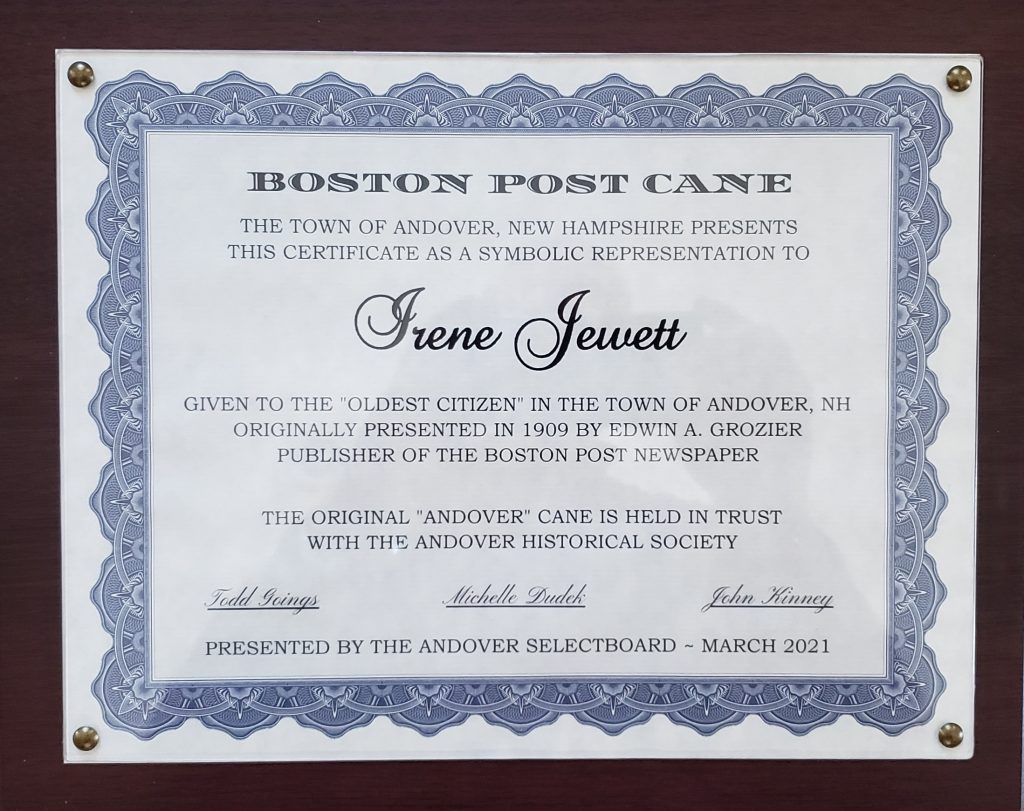 BOSTON POST CANE
THE TOWN OF ANDOVER, NEW HAMPSHIRE PRESENTS
THIS CERTIFICATE AS A SYMBOLIC REPRESENTATION TO
Irene Jewett
GIVEN TO THE "OLDEST CITIZEN" IN THE TOWN OF ANDOVER, NH
ORIGINALLY PRESENTED IN 1909 BY EDWIN A. GROZIER
PUBLISHER OF THE BOSTON POST NEWSPAPER
THE ORIGINAL "ANDOVER" CANE IS HELD IN TRUST
WITH THE ANDOVER HISTORICAL SOCIETY
Todd Goings Michelle Dudek John Kinney
PRESENTED BY THE ANDOVER SELECTBOARD ~ MARCH 2021